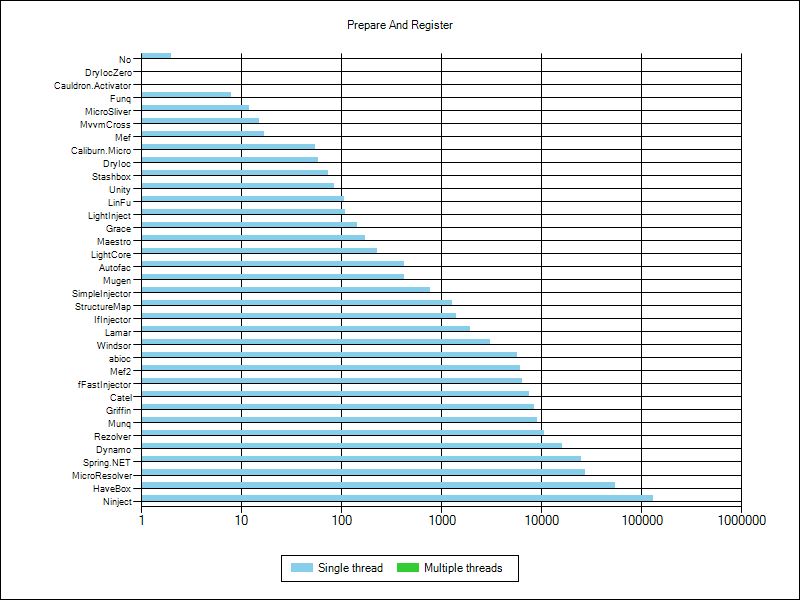 Prepare And Register
No
DryIocZero
Cauldron.Activator
Funq
MicroSliver
MvvmCross
Mef
Caliburn.Micro
DryIoc
Stashbox
Unity
LinFu
LightInject
Grace
Maestro
LightCore
Autofac
Mugen
SimpleInjector
StructureMap
IfInjector
Lamar
Windsor
abioc
Mef2
fFastInjector
Catel
Griffin
Munq
Rezolver
Dynamo
Spring.NET
MicroResolver
HaveBox
Ninject
1 10 100 1000 10000 100000 1000000
Single thread Multiple threads